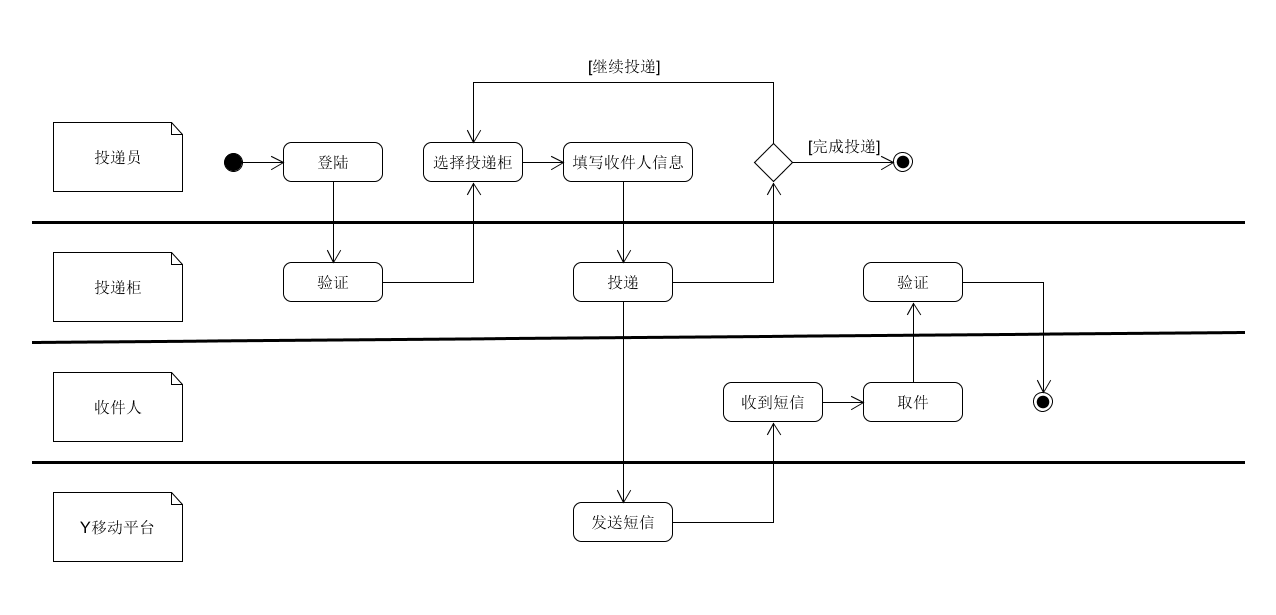 [继续投递]
投递员
登陆
选择投递柜
填写收件人信息
[完成投递]
投递柜
验证
投递
验证
收件人
收到短信
取件
Y移动平台
发送短信